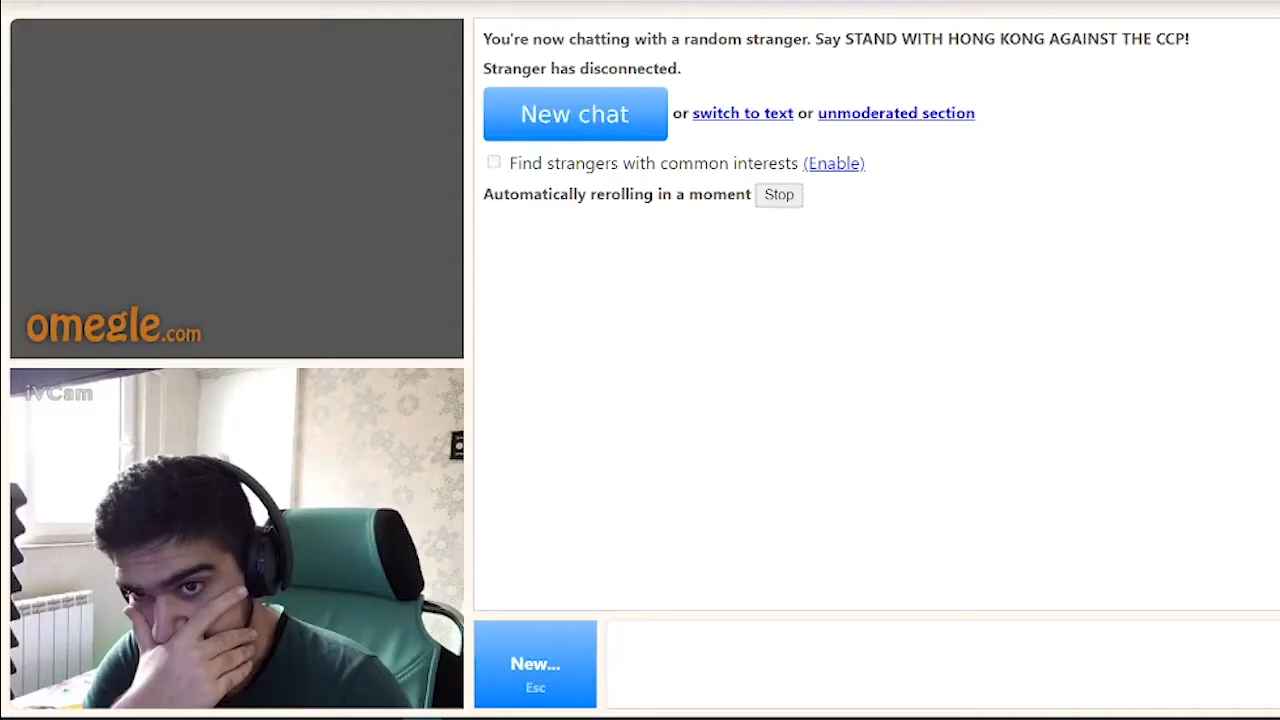 You're now chatting with a random stranger. Say STAND WITH HONG KONG AGAINST THE CCP!
Stranger has disconnected.
New chat or switch to text or unmoderated section
Find strangers with common interests (Enable)
Automatically rerolling in a moment Stop
omegle.com
iVCam
New...
Esc